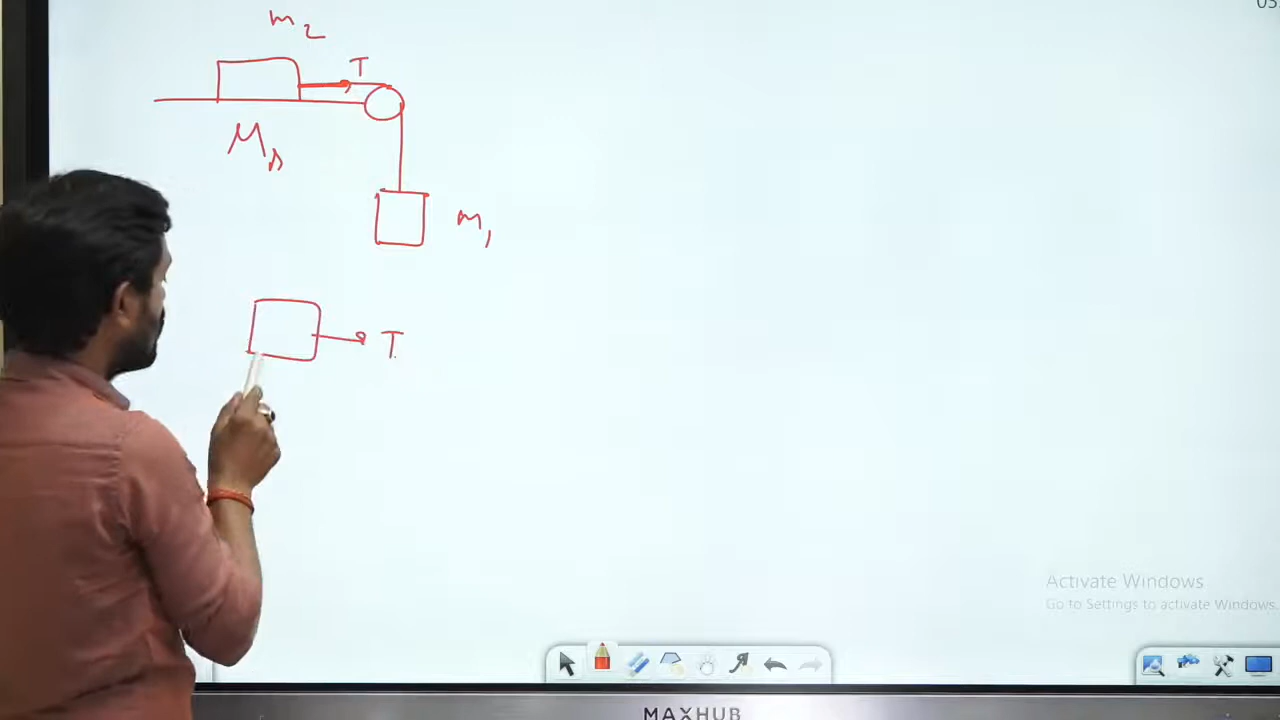 m₂
T
μₛ
m₁
T
Activate Windows
Go to Settings to activate Windows.
MAXHUB